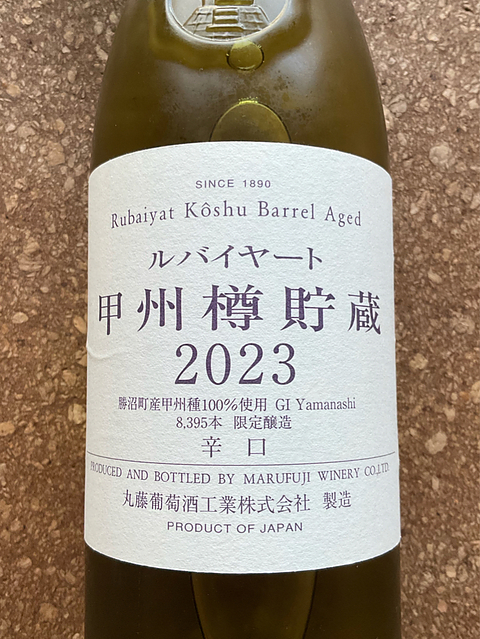 SINCE 1890
Rubaiyat Kôshu Barrel Aged
ルバイヤート
甲州樽貯蔵
2023
勝沼町産甲州種100%使用 GI Yamanashi
8,395本 限定醸造
辛口
PRODUCED AND BOTTLED BY MARUFUJI WINERY CO.,LTD.
丸藤葡萄酒工業株式会社 製造
PRODUCT OF JAPAN